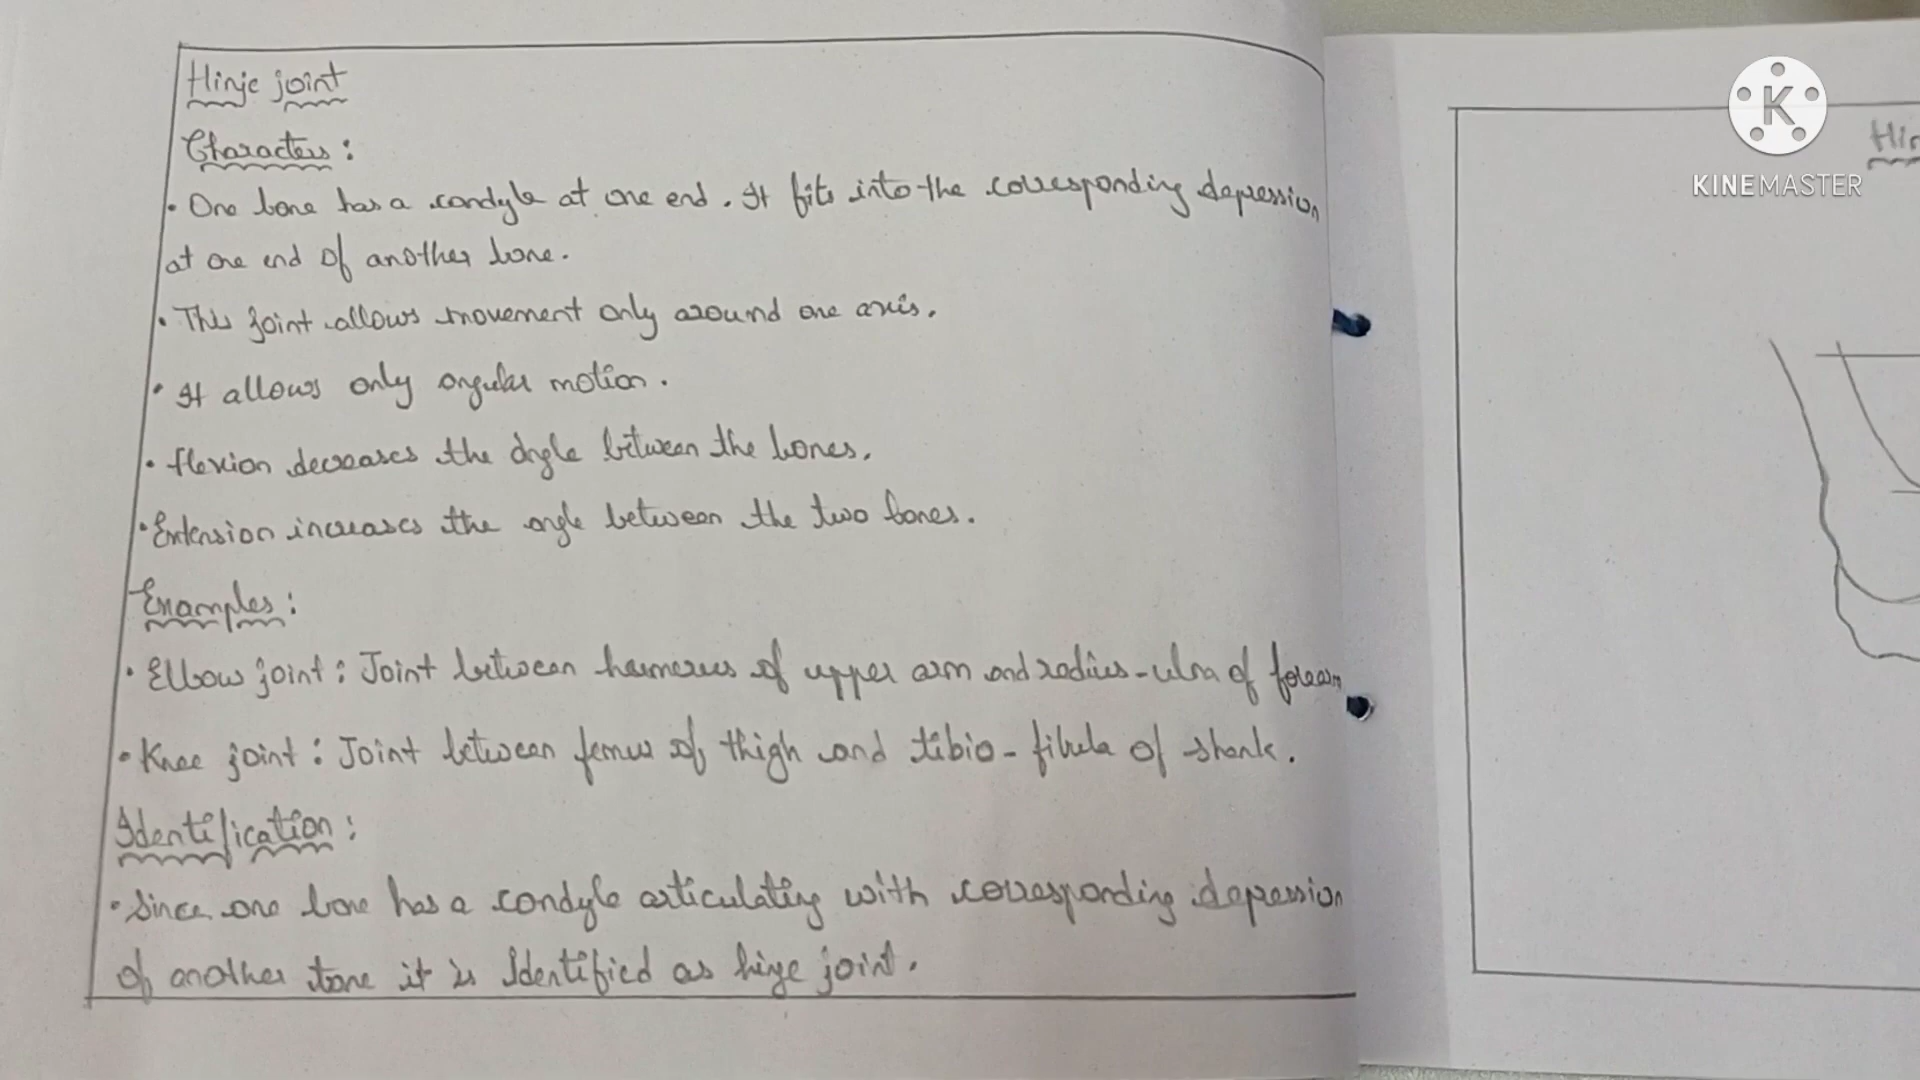 Hinje joint
Characters :
• One bone has a condyle at one end. It fits into the corresponding depression
at one end of another bone.
• This joint allows movement only around one axis.
• It allows only angular motion.
• flexion decreases the angle between the bones.
• Extension increases the angle between the two bones.
Examples :
• Elbow joint : Joint between humerus of upper arm and radius-ulna of forearm
• Knee joint : Joint between femur of thigh and tibio-fibula of shank.
Identification :
• Since one bone has a condyle articulating with corresponding depression
of another bone it is Identified as hinge joint.
Hin
K
KINEMASTER